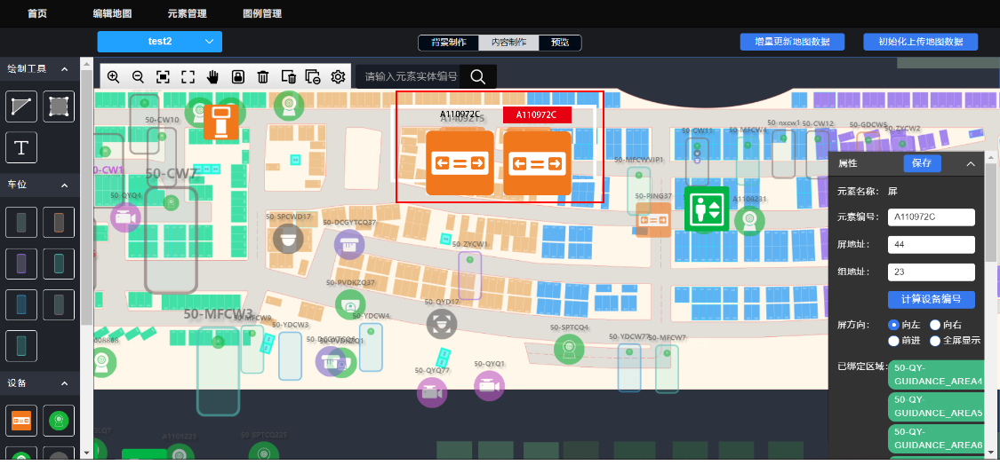 首页 编辑地图 元素管理 图例管理
test2 背景制作 内容制作 预览 增量更新地图数据 初始化上传地图数据
绘制工具
请输入元素实体编号
T
车位
设备
A110972C A110972C
50-CW10
50-CW7
50-CW1
50-QYQ4
50-SPCWD17
50-DCGYTCQ37
50-ZYCW1
50-PVDKZQ37
50-QYD17
50-YDCW4
50-MFCW3
50-MFCW9
50-YDCW3
50-QYQ77
50-QYQ1
50-SPTCQ4
50-YDCW77
50-MFCW7
50-MFCWVIP1
50-PING37
A1108231
50-CW11
50-MFCW4
50-nxcw1
50-CW12
50-GDCW5
50-ZYCW2
50-SPTCQ225
属性 保存
元素名称： 屏
元素编号： A110972C
屏地址： 44
组地址： 23
计算设备编号
屏方向： 向左 向右
前进 全屏显示
已绑定区域： 50-QY-
GUIDANCE_AREA4
50-QY-
GUIDANCE_AREA5
50-QY-
GUIDANCE_AREA6